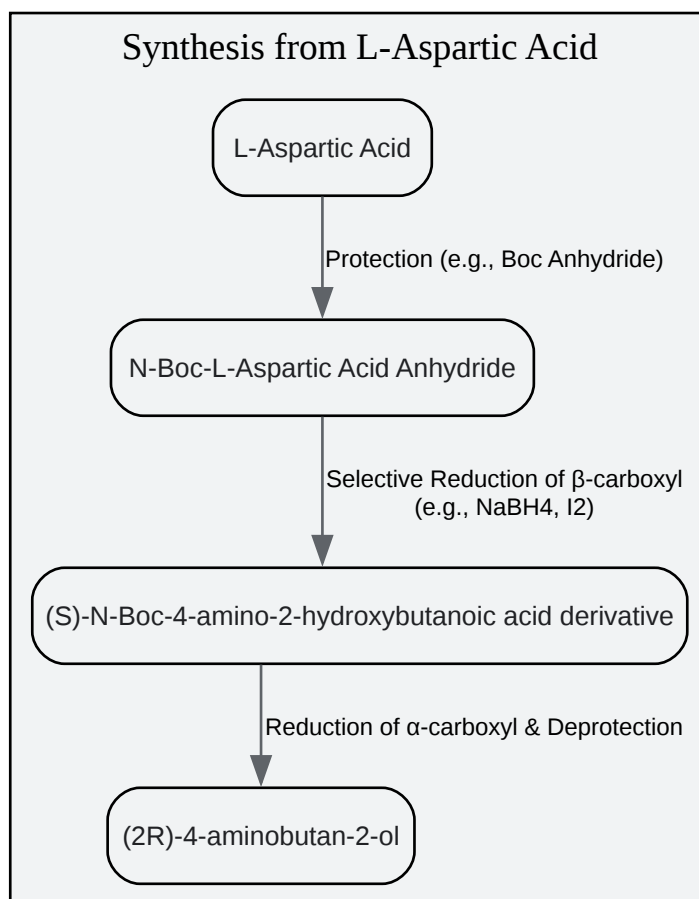 Synthesis from L-Aspartic Acid
L-Aspartic Acid
Protection (e.g., Boc Anhydride)
N-Boc-L-Aspartic Acid Anhydride
Selective Reduction of β-carboxyl
(e.g., NaBH4, I2)
(S)-N-Boc-4-amino-2-hydroxybutanoic acid derivative
Reduction of α-carboxyl & Deprotection
(2R)-4-aminobutan-2-ol